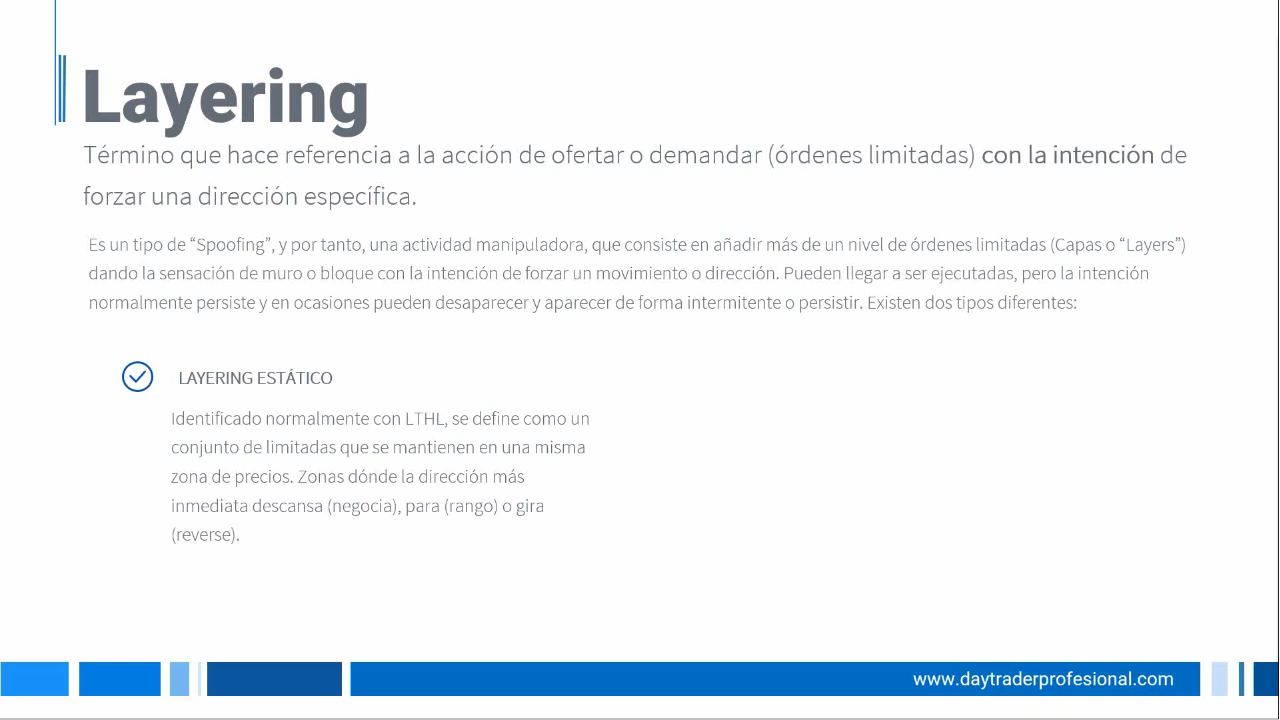 Layering
Término que hace referencia a la acción de ofertar o demandar (órdenes limitadas) con la intención de
forzar una dirección específica.
Es un tipo de “Spoofing”, y por tanto, una actividad manipuladora, que consiste en añadir más de un nivel de órdenes limitadas (Capas o “Layers”)
dando la sensación de muro o bloque con la intención de forzar un movimiento o dirección. Pueden llegar a ser ejecutadas, pero la intención
normalmente persiste y en ocasiones pueden desaparecer y aparecer de forma intermitente o persistir. Existen dos tipos diferentes:
LAYERING ESTÁTICO
Identificado normalmente con LTHL, se define como un
conjunto de limitadas que se mantienen en una misma
zona de precios. Zonas dónde la dirección más
inmediata descansa (negocia), para (rango) o gira
(reverse).
www.daytraderprofesional.com